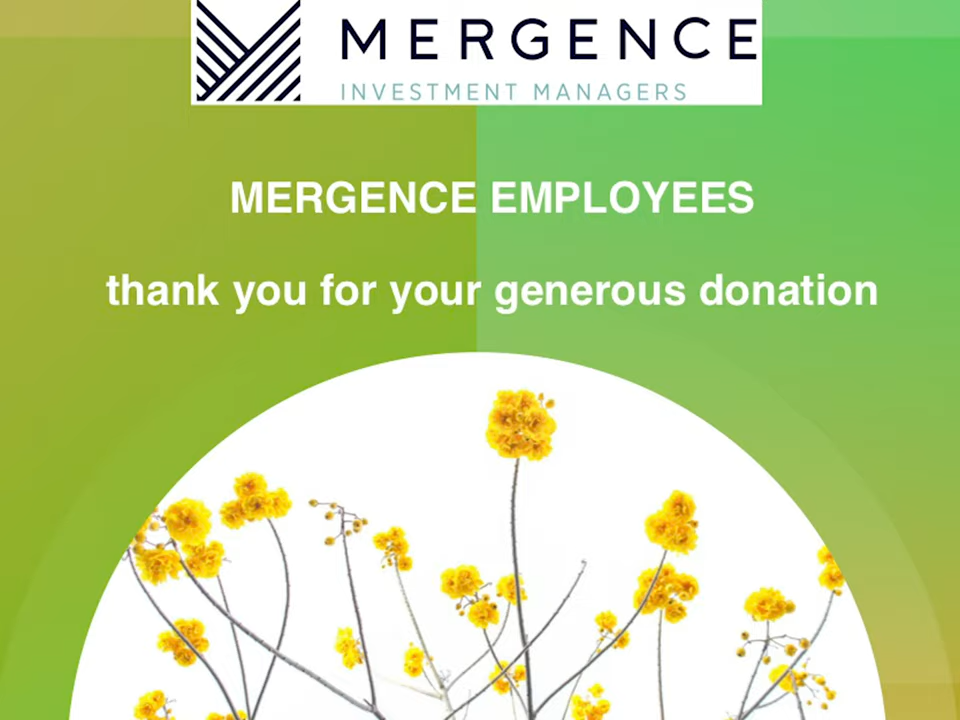 MERGENCE
INVESTMENT MANAGERS
MERGENCE EMPLOYEES
thank you for your generous donation